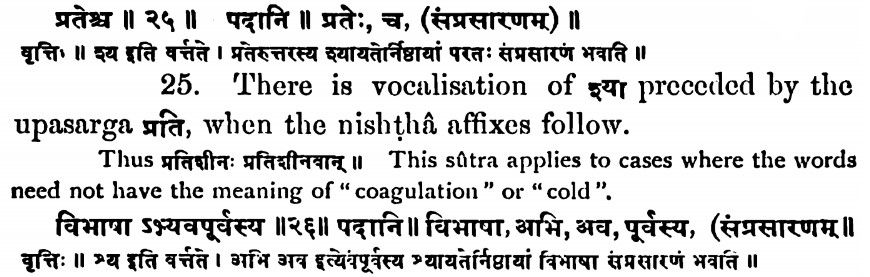 प्रतेश्च ॥ २५ ॥ पदानि ॥ प्रतेः, च, (संप्रसारणम्) ॥
वृत्तिः ॥ श्य इति वर्त्तते । प्रतेरुत्तरस्य श्यायतेर्निष्ठायां परतः संप्रसारणं भवति ॥
25. There is vocalisation of श्या preceded by the
upasarga प्रति, when the nishṭhâ affixes follow.
Thus प्रतिशीनः प्रतिशीनवान् ॥ This sûtra applies to cases where the words
need not have the meaning of "coagulation" or "cold".
विभाषा ऽभ्यवपूर्वस्य ॥२६॥ पदानि ॥ विभाषा, अभि, अव, पूर्वस्य, (संप्रसारणम् ॥
वृत्तिः ॥ श्य इति वर्त्तते । अभि अव इत्येवंपूर्वस्य श्यायतेर्निष्ठायां विभाषा संप्रसारणं भवति ॥